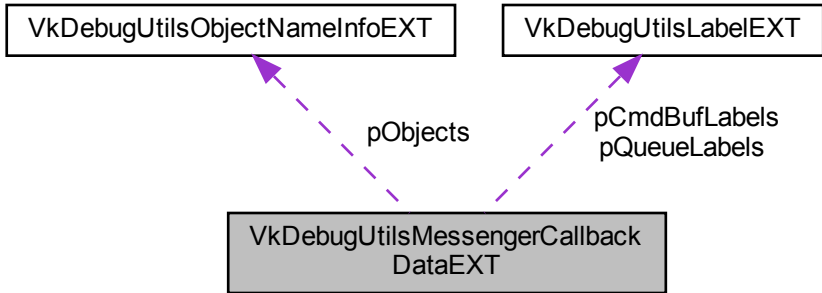 VkDebugUtilsObjectNameInfoEXT
VkDebugUtilsLabelEXT
pObjects
pCmdBufLabels
pQueueLabels
VkDebugUtilsMessengerCallback
DataEXT